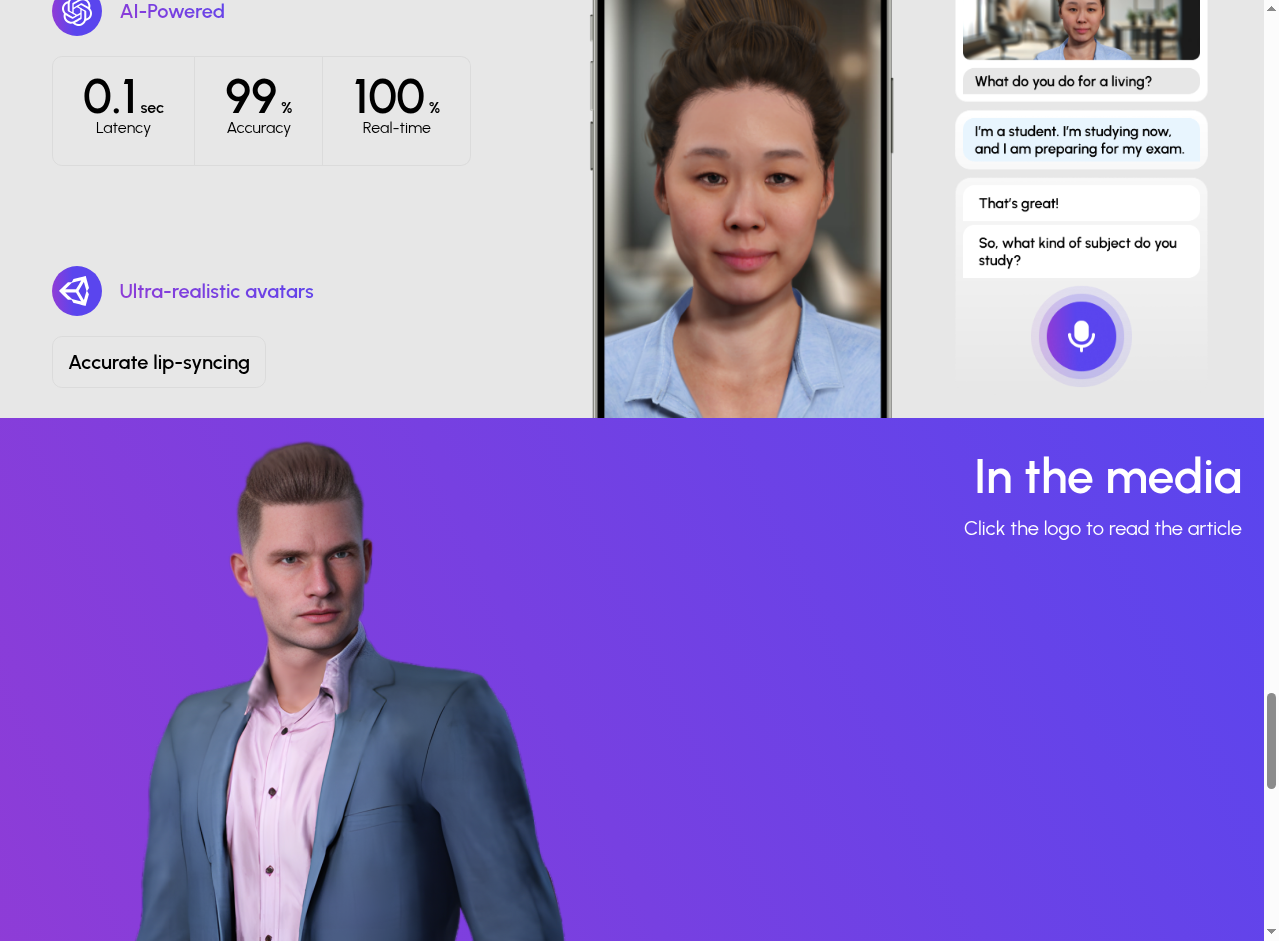 AI-Powered
0.1 sec
Latency
99 %
Accuracy
100 %
Real-time
Ultra-realistic avatars
Accurate lip-syncing
What do you do for a living?
I'm a student. I'm studying now,
and I am preparing for my exam.
That's great!
So, what kind of subject do you
study?
In the media
Click the logo to read the article